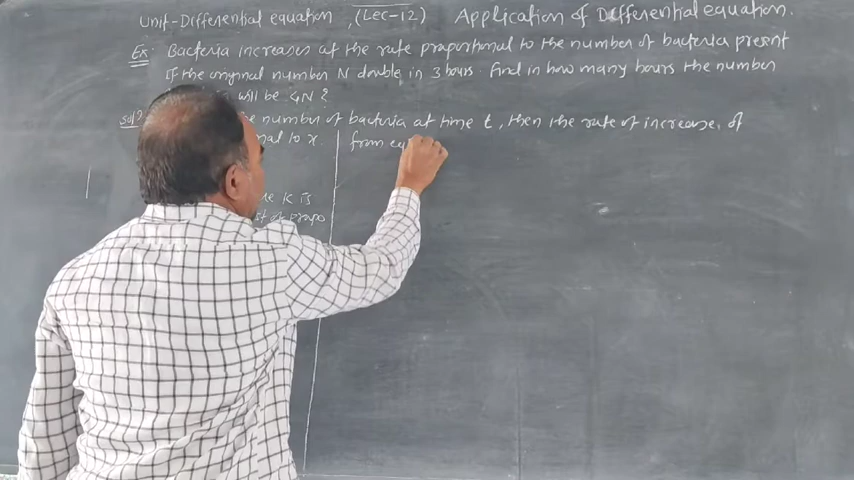 Unit-Differential equation (Lec-12) Application of Differential equation.
Ex: Bacteria increases at the rate proportional to the number of bacteria present
If the original number N double in 3 hours. Find in how many hours the number
will be 4N?
Solⁿ number of bacteria at time t, then the rate of increase, of
nal to x. from eq
K is
st of propo